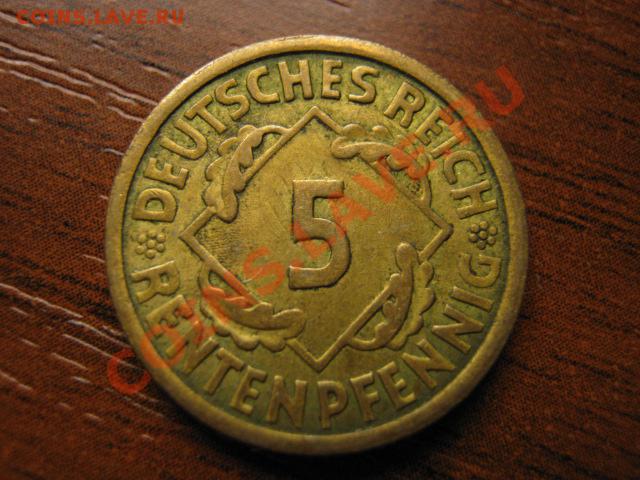 COINS.LAVE.RU
DEUTSCHES REICH
5
RENTENPFENNIG
COINS.LAVE.RU